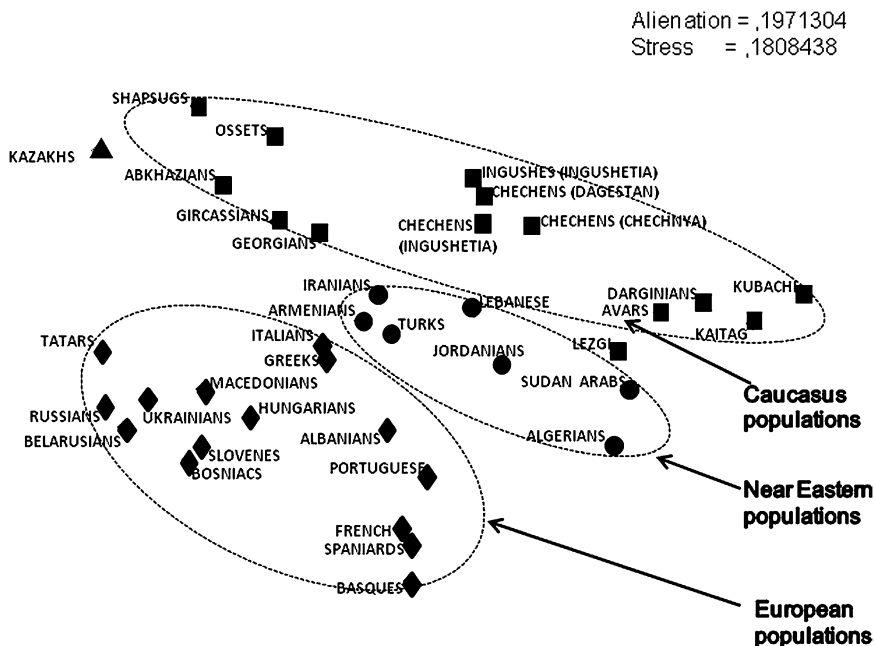 Alienation = ,1971304
Stress = ,1808438
SHAPSUGS
OSSETS
KAZAKHS
ABKHAZIANS
INGUSHES (INGUSHETIA)
CHECHENS (DAGESTAN)
GIRCASSIANS
CHECHENS
(INGUSHETIA)
CHECHENS (CHECHNYA)
GEORGIANS
IRANIANS
LEBANESE
DARGINIANS
KUBACHI
ARMENIANS
AVARS
TURKS
KAITAG
ITALIANS
TATARS
GREEKS
JORDANIANS
LEZGI
MACEDONIANS
SUDAN ARABS
Caucasus
populations
RUSSIANS
UKRAINIANS
HUNGARIANS
BELARUSIANS
ALBANIANS
ALGERIANS
SLOVENES
BOSNIACS
PORTUGUESE
Near Eastern
populations
FRENCH
SPANIARDS
BASQUES
European
populations